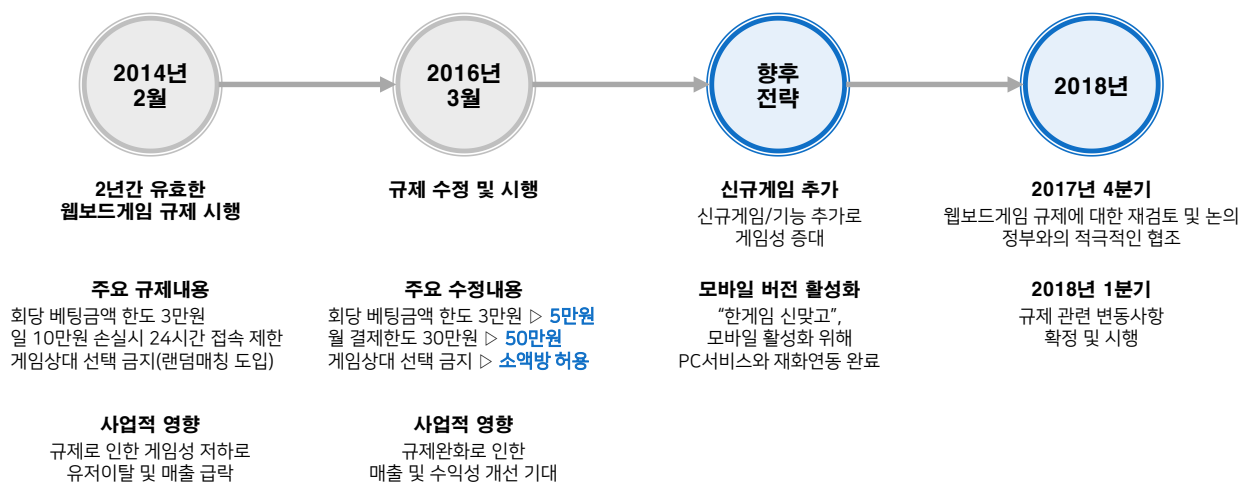 2014년
2월
2016년
3월
향후
전략
2018년
2년간 유효한
웹보드게임 규제 시행
주요 규제내용
회당 베팅금액 한도 3만원
일 10만원 손실시 24시간 접속 제한
게임상대 선택 금지(랜덤매칭 도입)
사업적 영향
규제로 인한 게임성 저하로
유저이탈 및 매출 급락
규제 수정 및 시행
주요 수정내용
회당 베팅금액 한도 3만원 ▷ 5만원
월 결제한도 30만원 ▷ 50만원
게임상대 선택 금지 ▷ 소액방 허용
사업적 영향
규제완화로 인한
매출 및 수익성 개선 기대
신규게임 추가
신규게임/기능 추가로
게임성 증대
모바일 버전 활성화
“한게임 신맞고”,
모바일 활성화 위해
PC서비스와 재화연동 완료
2017년 4분기
웹보드게임 규제에 대한 재검토 및 논의
정부와의 적극적인 협조
2018년 1분기
규제 관련 변동사항
확정 및 시행